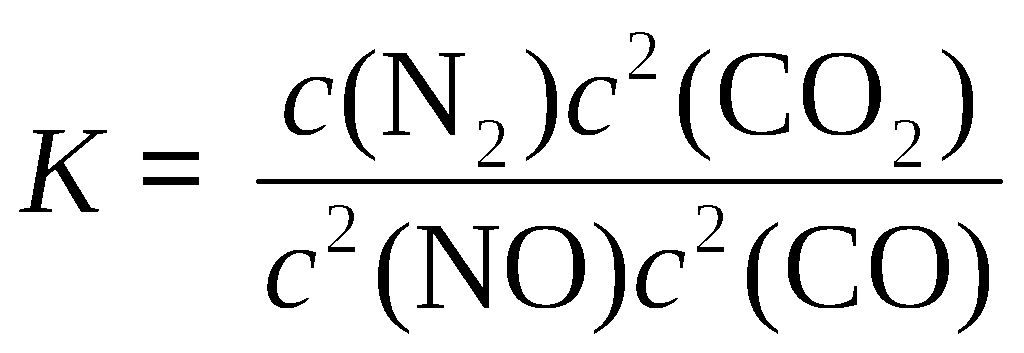 K = c(N₂)c²(CO₂) / c²(NO)c²(CO)